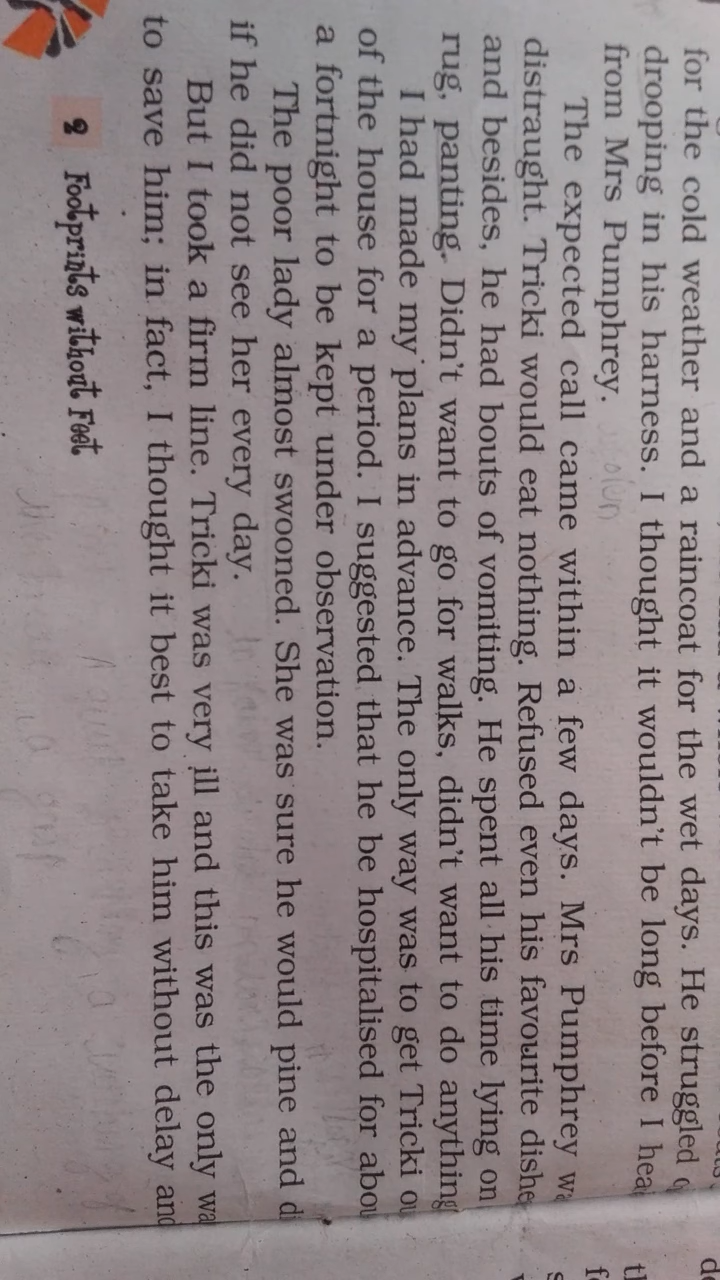 for the cold weather and a raincoat for the wet days. He struggled
drooping in his harness. I thought it wouldn't be long before I hea
from Mrs Pumphrey.
The expected call came within a few days. Mrs Pumphrey wa
distraught. Tricki would eat nothing. Refused even his favourite dishe
and besides, he had bouts of vomiting. He spent all his time lying on
rug, panting. Didn't want to go for walks, didn't want to do anything
I had made my plans in advance. The only way was to get Tricki ou
of the house for a period. I suggested that he be hospitalised for abou
a fortnight to be kept under observation.
The poor lady almost swooned. She was sure he would pine and di
if he did not see her every day.
But I took a firm line. Tricki was very ill and this was the only wa
to save him; in fact, I thought it best to take him without delay and
2 Footprints without Feet